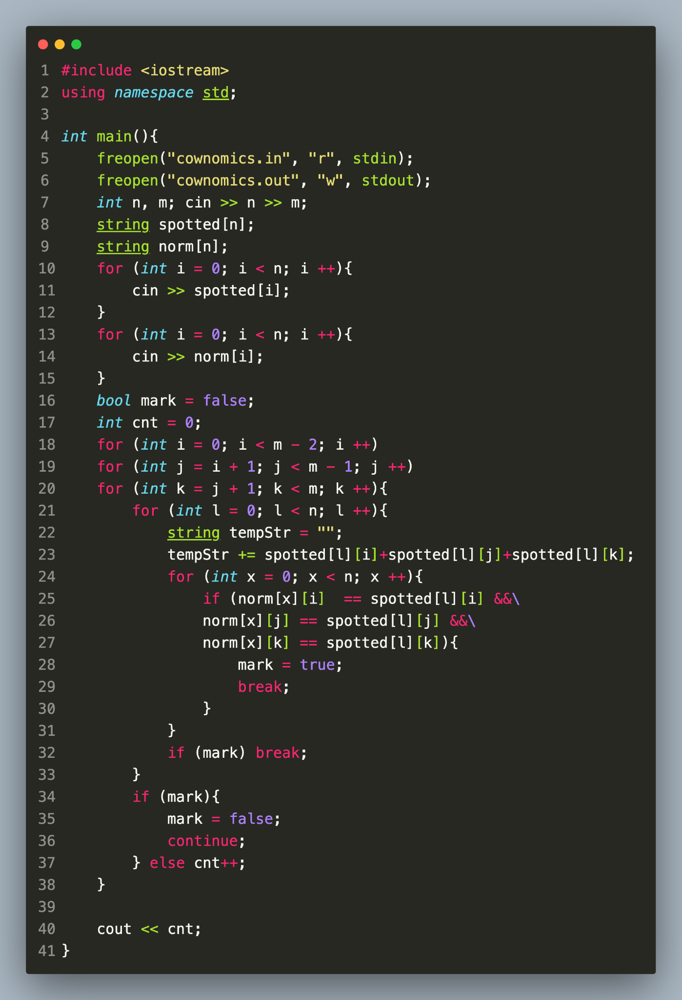 1 #include <iostream>
2 using namespace std;
3
4 int main(){
5     freopen("cownomics.in", "r", stdin);
6     freopen("cownomics.out", "w", stdout);
7     int n, m; cin >> n >> m;
8     string spotted[n];
9     string norm[n];
10     for (int i = 0; i < n; i ++){
11         cin >> spotted[i];
12     }
13     for (int i = 0; i < n; i ++){
14         cin >> norm[i];
15     }
16     bool mark = false;
17     int cnt = 0;
18     for (int i = 0; i < m - 2; i ++)
19     for (int j = i + 1; j < m - 1; j ++)
20     for (int k = j + 1; k < m; k ++){
21         for (int l = 0; l < n; l ++){
22             string tempStr = "";
23             tempStr += spotted[l][i]+spotted[l][j]+spotted[l][k];
24             for (int x = 0; x < n; x ++){
25                 if (norm[x][i]  == spotted[l][i] &&\
26                 norm[x][j] == spotted[l][j] &&\
27                 norm[x][k] == spotted[l][k]){
28                     mark = true;
29                     break;
30                 }
31             }
32             if (mark) break;
33         }
34         if (mark){
35             mark = false;
36             continue;
37         } else cnt++;
38     }
39
40     cout << cnt;
41 }